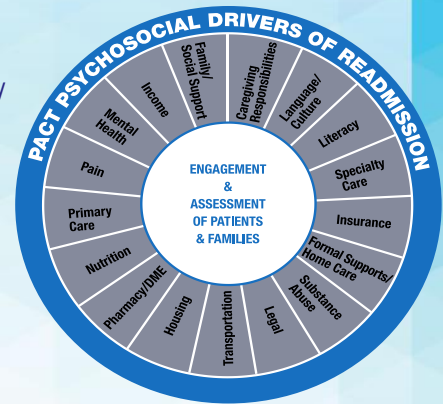 PACT PSYCHOSOCIAL DRIVERS OF READMISSION
Family/
Social Support
Caregiving
Responsibilities
Language/
Culture
Literacy
Specialty
Care
Insurance
Formal Supports/
Home Care
Substance
Abuse
Legal
Transportation
Housing
Pharmacy/DME
Nutrition
Primary
Care
Pain
Mental
Health
Income
ENGAGEMENT
&
ASSESSMENT
OF PATIENTS
& FAMILIES
/